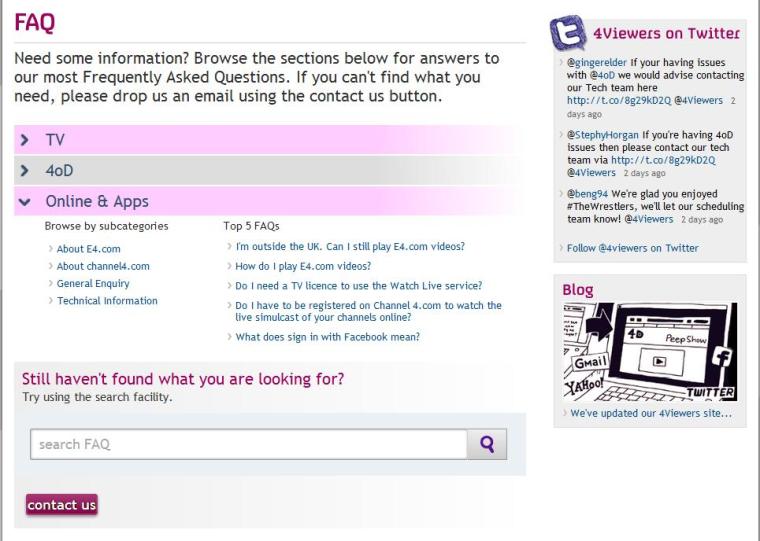 FAQ
Need some information? Browse the sections below for answers to
our most Frequently Asked Questions. If you can't find what you
need, please drop us an email using the contact us button.
TV
4oD
Online & Apps
Browse by subcategories
About E4.com
About channel4.com
General Enquiry
Technical Information
Top 5 FAQs
I'm outside the UK. Can I still play E4.com videos?
How do I play E4.com videos?
Do I need a TV licence to use the Watch Live service?
Do I have to be registered on Channel 4.com to watch the
live simulcast of your channels online?
What does sign in with Facebook mean?
Still haven't found what you are looking for?
Try using the search facility.
search FAQ
contact us
4Viewers on Twitter
@gingerelder If your having issues
with @4oD we would advise contacting
our Tech team here
http://t.co/8g29kD2Q @4Viewers 2
days ago
@StephyHorgan If you're having 4oD
issues then please contact our tech
team via http://t.co/8g29kD2Q
@4Viewers 2 days ago
@beng94 We're glad you enjoyed
#TheWrestlers, we'll let our scheduling
team know! @4Viewers 2 days ago
Follow @4viewers on Twitter
Blog
4D
Peep Show
f
Gmail
YAHOO!
TWITTER
We've updated our 4Viewers site...